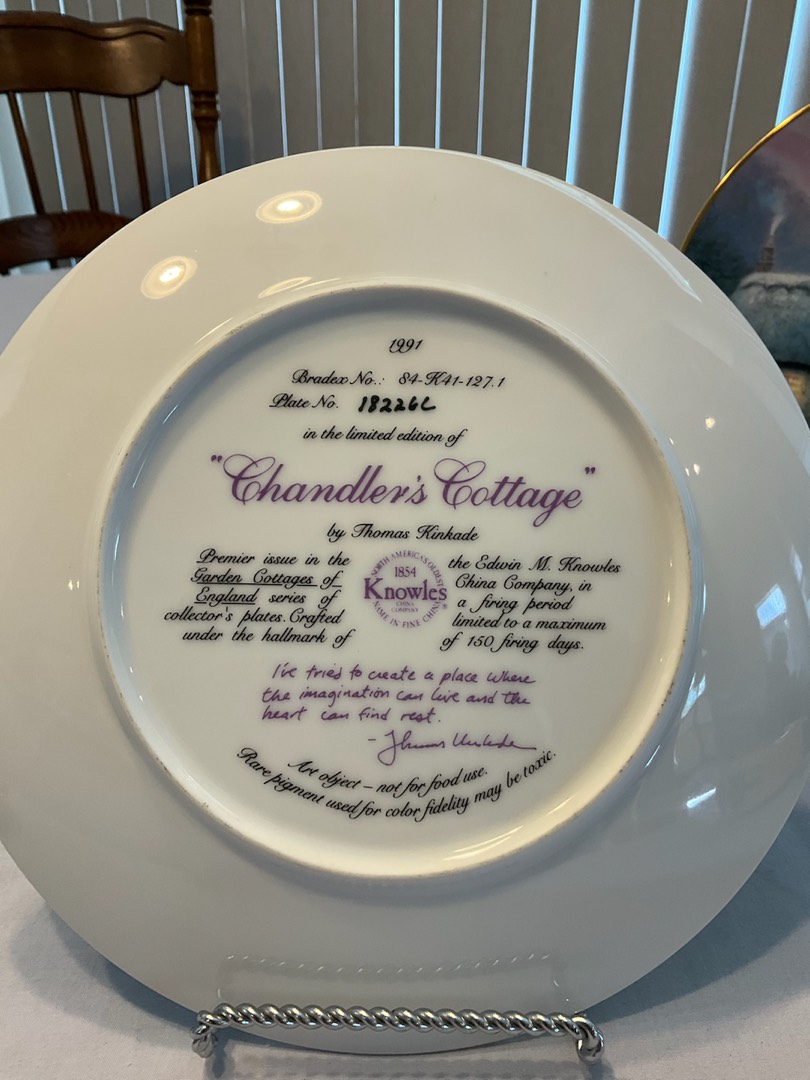 1991
Bradex No.: 84-K41-127.1
Plate No. 18226L
in the limited edition of
"Chandler's Cottage"
by Thomas Kinkade
Premier issue in the
Garden Cottages of
England series of
collector's plates. Crafted
under the hallmark of
NORTH AMERICA'S OLDEST
1854
Knowles
CHINA
COMPANY
NAME IN FINE CHINA
®
the Edwin M. Knowles
China Company, in
a firing period
limited to a maximum
of 150 firing days.
I've tried to create a place where
the imagination can live and the
heart can find rest.
- Thomas Kinkade
Art object – not for food use.
Rare pigment used for color fidelity may be toxic.